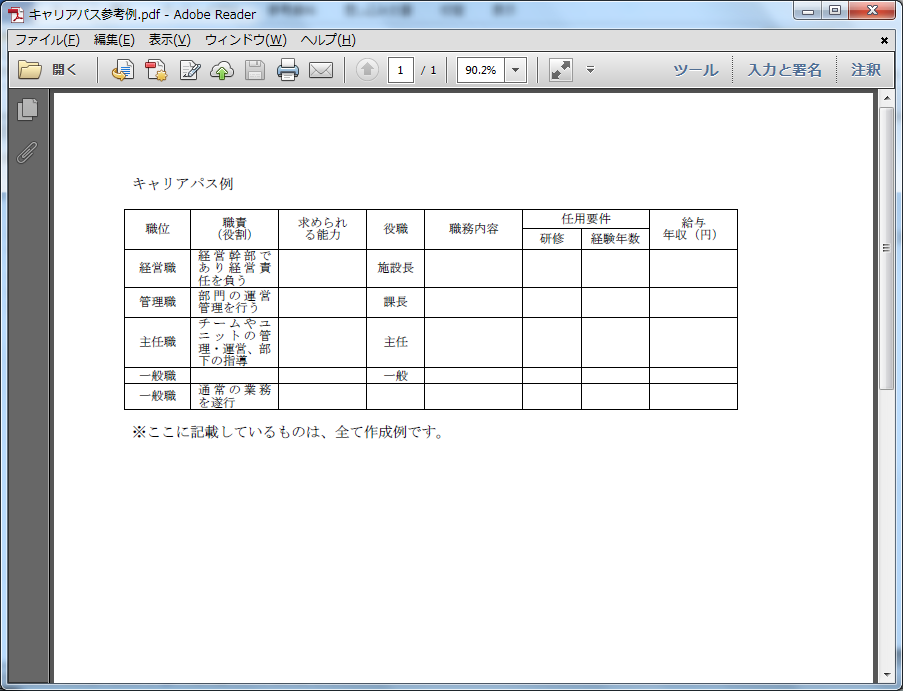 キャリアパス参考例.pdf - Adobe Reader
ファイル(F) 編集(E) 表示(V) ウィンドウ(W) ヘルプ(H)
開く 1 / 1 90.2% ツール 入力と署名 注釈
キャリアパス例
職位 職責（役割） 求められる能力 役職 職務内容 任用要件 給与年収（円）
研修 経験年数
経営職 経営幹部であり経営責任を負う 施設長
管理職 部門の運営管理を行う 課長
主任職 チームやユニットの管理・運営、部下の指導 主任
一般職 一般
一般職 通常の業務を遂行
※ここに記載しているものは、全て作成例です。